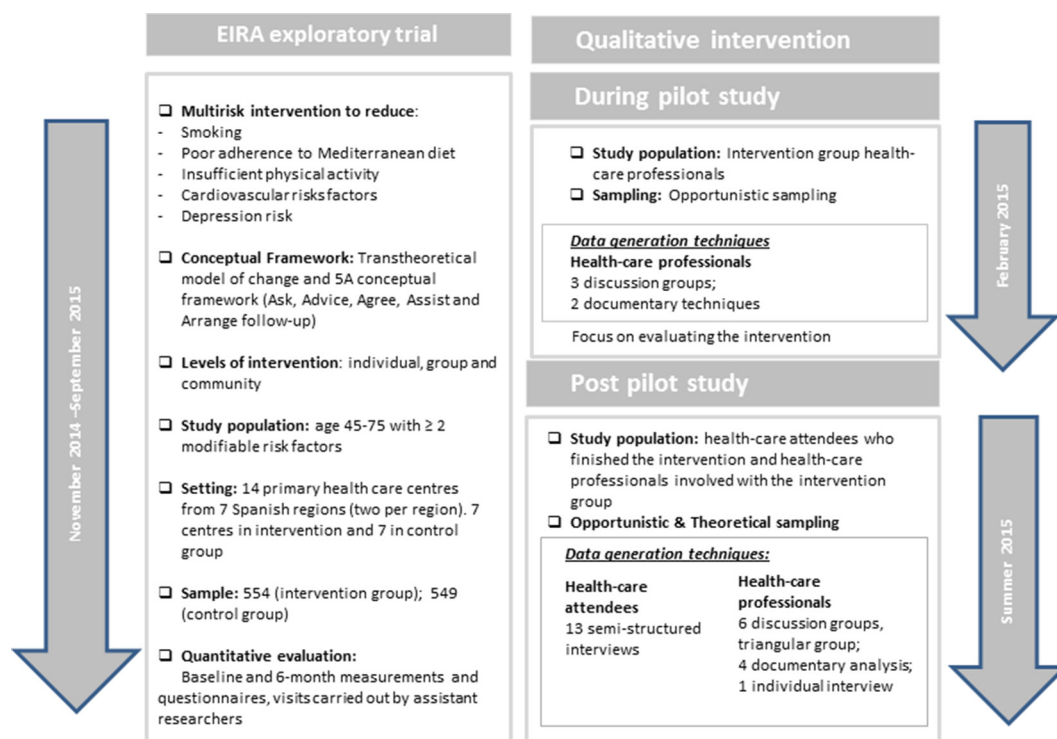 EIRA exploratory trial
November 2014 –September 2015
Multirisk intervention to reduce:
- Smoking
- Poor adherence to Mediterranean diet
- Insufficient physical activity
- Cardiovascular risks factors
- Depression risk
Conceptual Framework: Transtheoretical
model of change and 5A conceptual
framework (Ask, Advice, Agree, Assist and
Arrange follow-up)
Levels of intervention: individual, group and
community
Study population: age 45-75 with ≥ 2
modifiable risk factors
Setting: 14 primary health care centres
from 7 Spanish regions (two per region). 7
centres in intervention and 7 in control
group
Sample: 554 (intervention group); 549
(control group)
Quantitative evaluation:
Baseline and 6-month measurements and
questionnaires, visits carried out by assistant
researchers
Qualitative intervention
During pilot study
Study population: Intervention group health-
care professionals
Sampling: Opportunistic sampling
Data generation techniques
Health-care professionals
3 discussion groups;
2 documentary techniques
Focus on evaluating the intervention
February 2015
Post pilot study
Study population: health-care attendees who
finished the intervention and health-care
professionals involved with the intervention
group
Opportunistic & Theoretical sampling
Data generation techniques:
Health-care
attendees
13 semi-structured
interviews
Health-care
professionals
6 discussion groups,
triangular group;
4 documentary analysis;
1 individual interview
Summer 2015